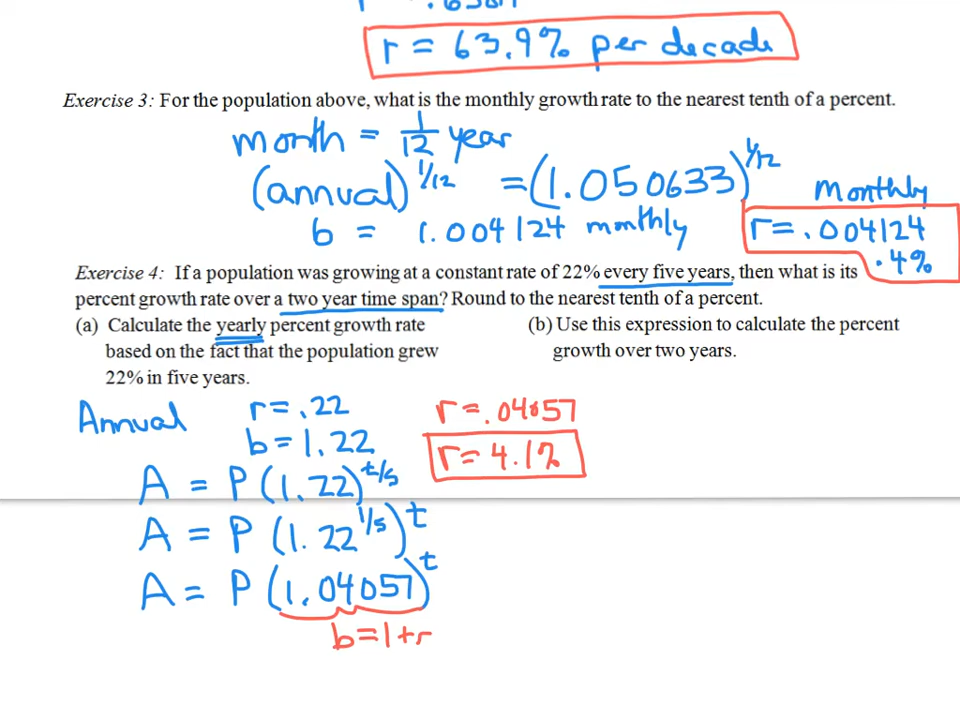 r = 63.9% per decade
Exercise 3: For the population above, what is the monthly growth rate to the nearest tenth of a percent.
month = 1/12 year
(annual)^1/12 = (1.050633)^1/12
monthly
b = 1.004124 monthly
r = .004124
.4%
Exercise 4: If a population was growing at a constant rate of 22% every five years, then what is its
percent growth rate over a two year time span? Round to the nearest tenth of a percent.
(a) Calculate the yearly percent growth rate
based on the fact that the population grew
22% in five years.
(b) Use this expression to calculate the percent
growth over two years.
Annual
r = .22
b = 1.22
r = .04057
r = 4.1%
A = P(1.22)^t/5
A = P(1.22^1/5)^t
A = P(1.04057)^t
b = 1 + r